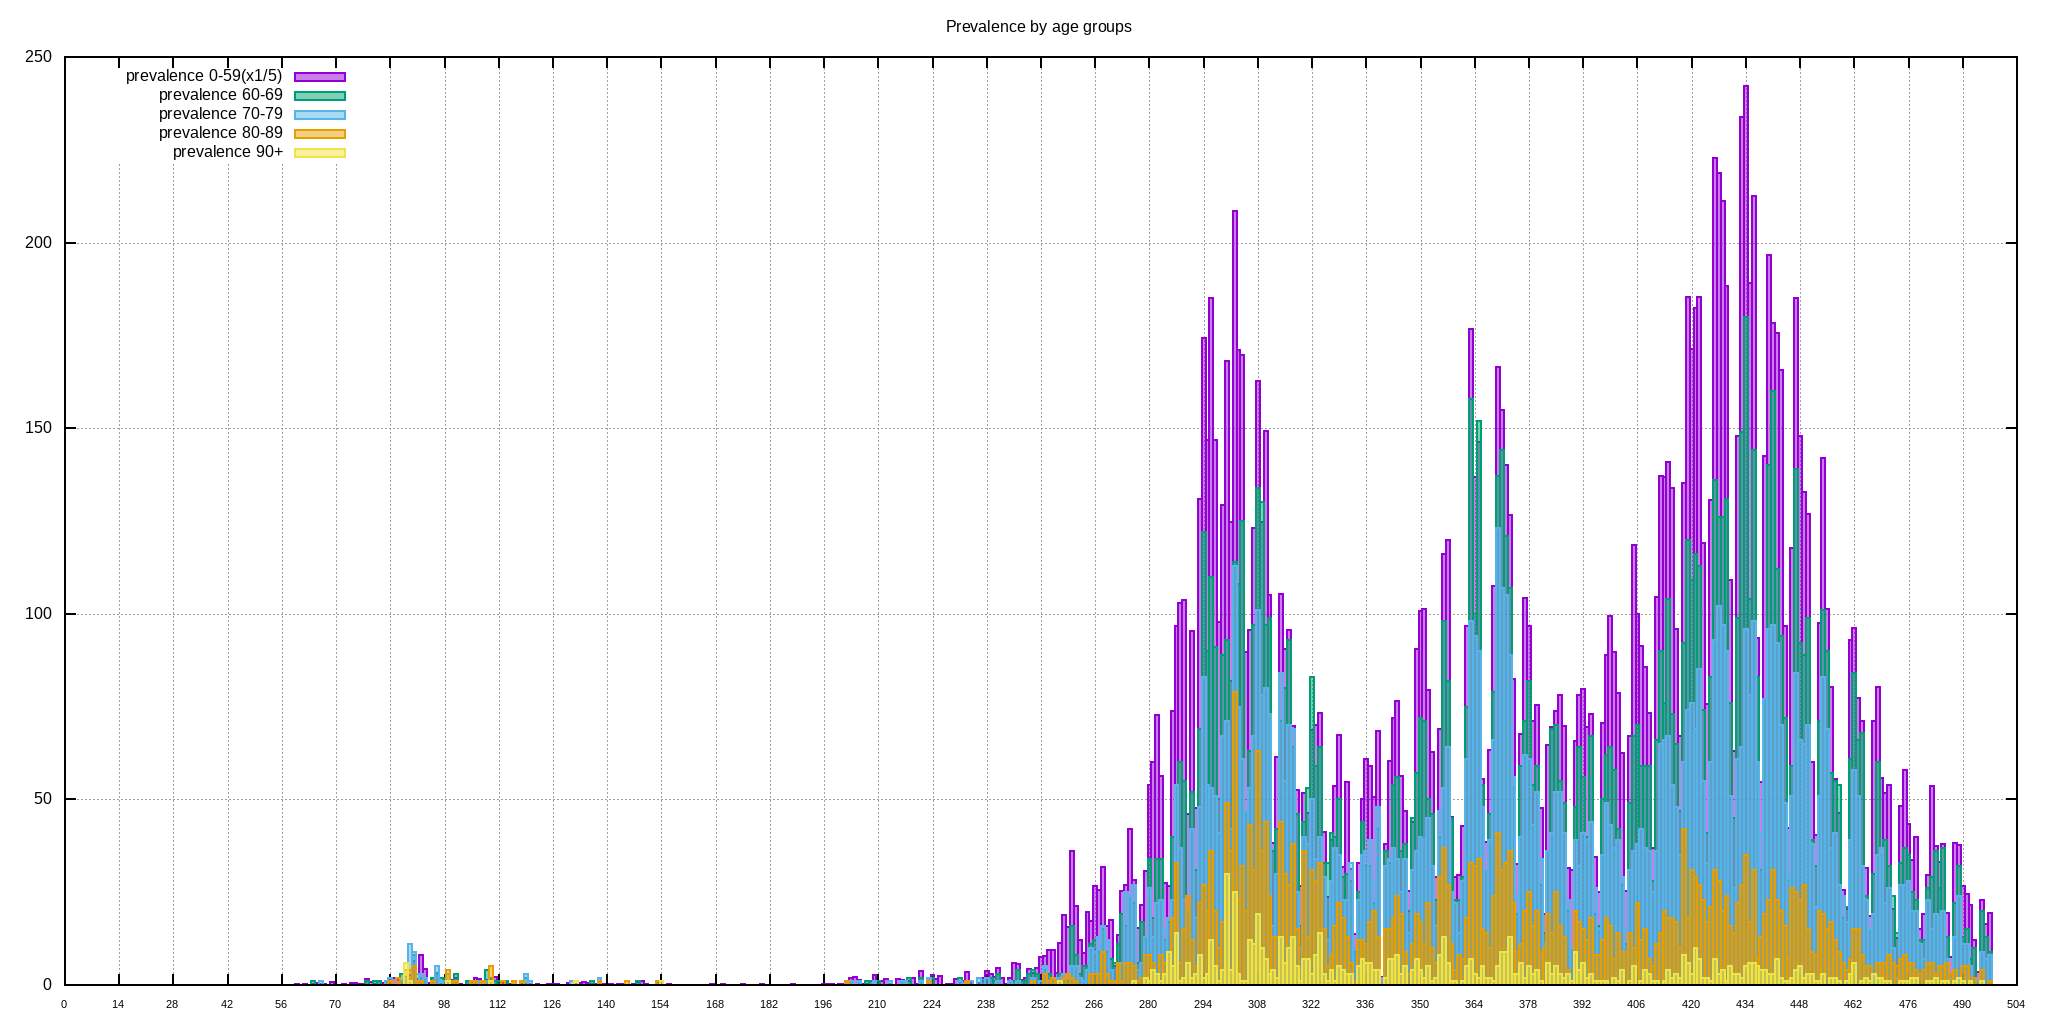 Prevalence by age groups
250
200
150
100
50
0
prevalence 0-59(x1/5)
prevalence 60-69
prevalence 70-79
prevalence 80-89
prevalence 90+
0 14 28 42 56 70 84 98 112 126 140 154 168 182 196 210 224 238 252 266 280 294 308 322 336 350 364 378 392 406 420 434 448 462 476 490 504